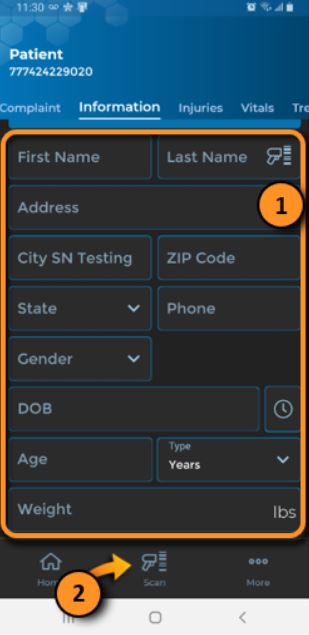 11:30
Patient
777424229020
Complaint Information Injuries Vitals Tre
First Name Last Name
Address
1
City SN Testing ZIP Code
State Phone
Gender
DOB
Age Type
Years
Weight lbs
Hom Scan More
2